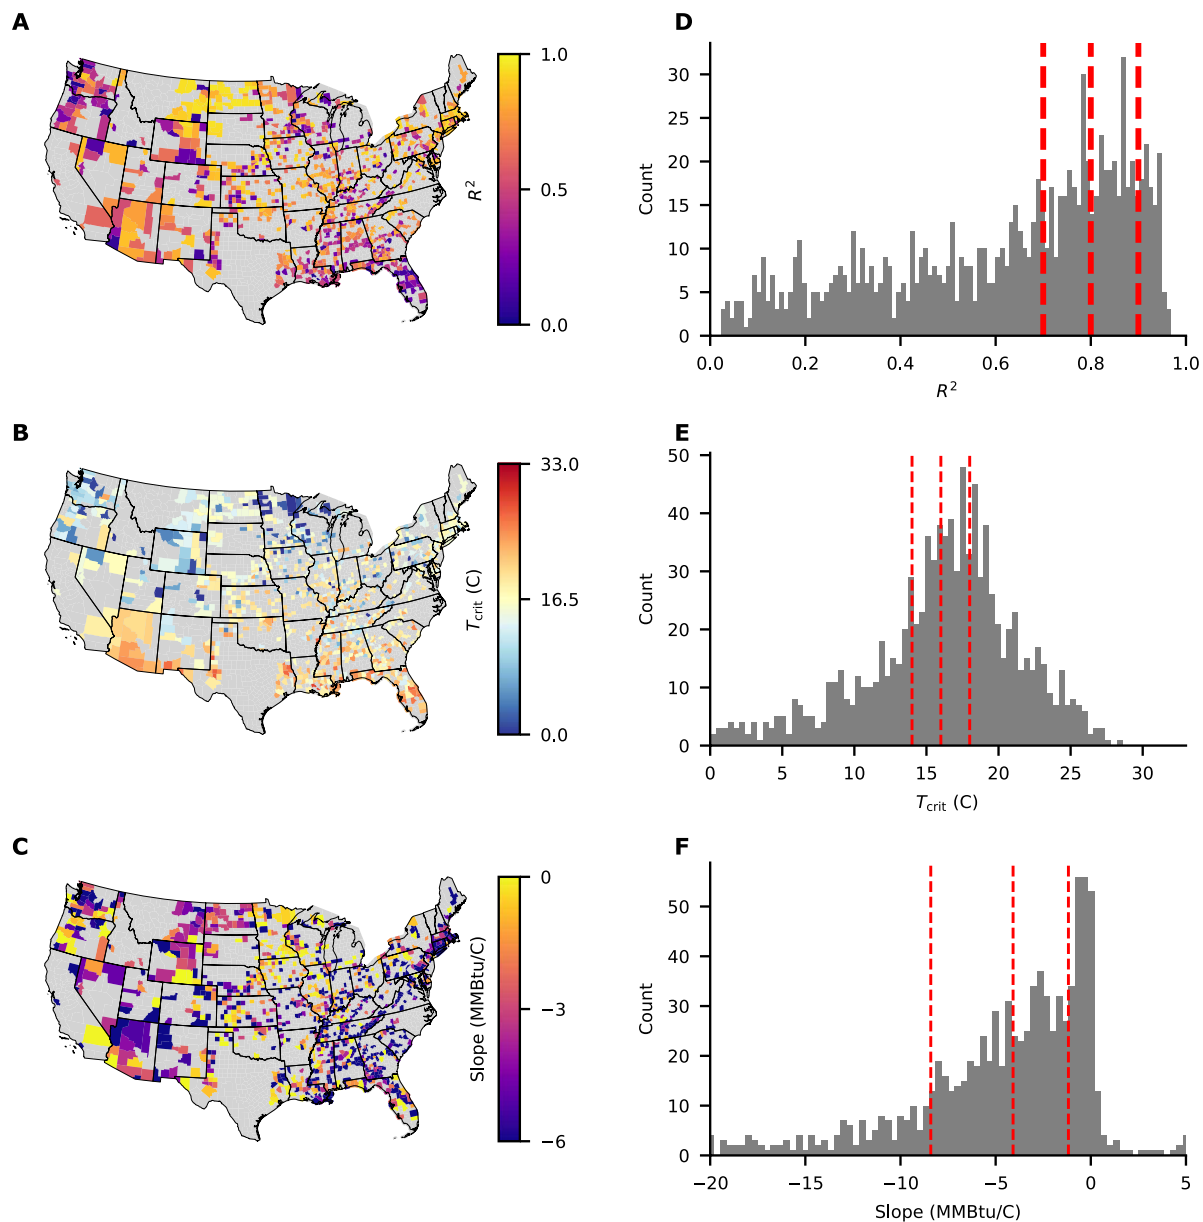 A
1.0
0.5
0.0
R²
D
Count
30
25
20
15
10
5
0
0.0 0.2 0.4 0.6 0.8 1.0
R²
B
33.0
16.5
0.0
T_crit (C)
E
Count
50
40
30
20
10
0
0 5 10 15 20 25 30
T_crit (C)
C
0
−3
−6
Slope (MMBtu/C)
F
Count
50
40
30
20
10
0
−20 −15 −10 −5 0 5
Slope (MMBtu/C)